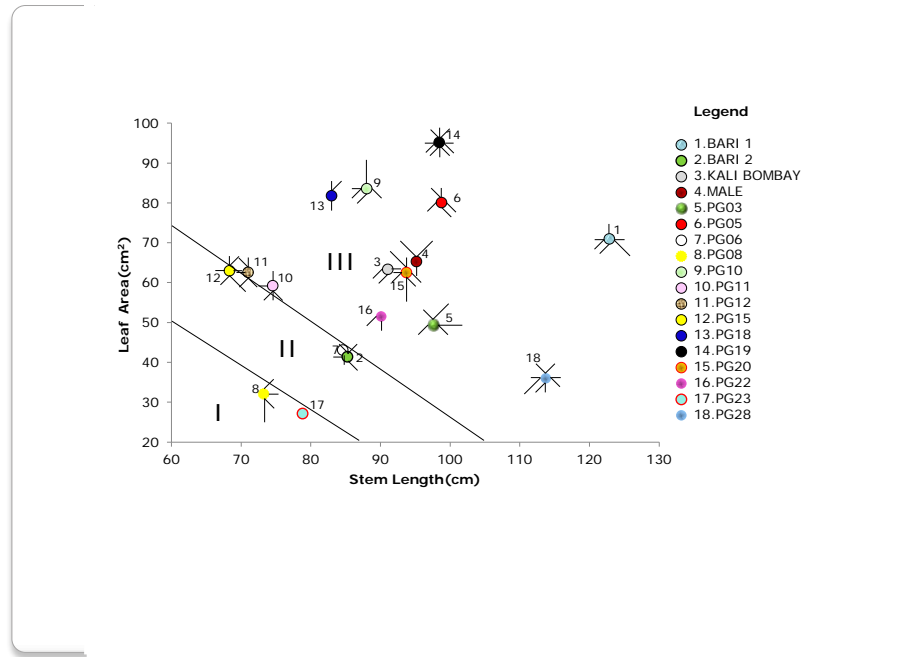 Legend
1.BARI 1
2.BARI 2
3.KALI BOMBAY
4.MALE
5.PG03
6.PG05
7.PG06
8.PG08
9.PG10
10.PG11
11.PG12
12.PG15
13.PG18
14.PG19
15.PG20
16.PG22
17.PG23
18.PG28
Leaf Area(cm²)
100
90
80
70
60
50
40
30
20
14
9
13
6
1
III
4
3
15
11
12
10
16
5
II
7
2
18
8
17
I
60 70 80 90 100 110 120 130
Stem Length(cm)